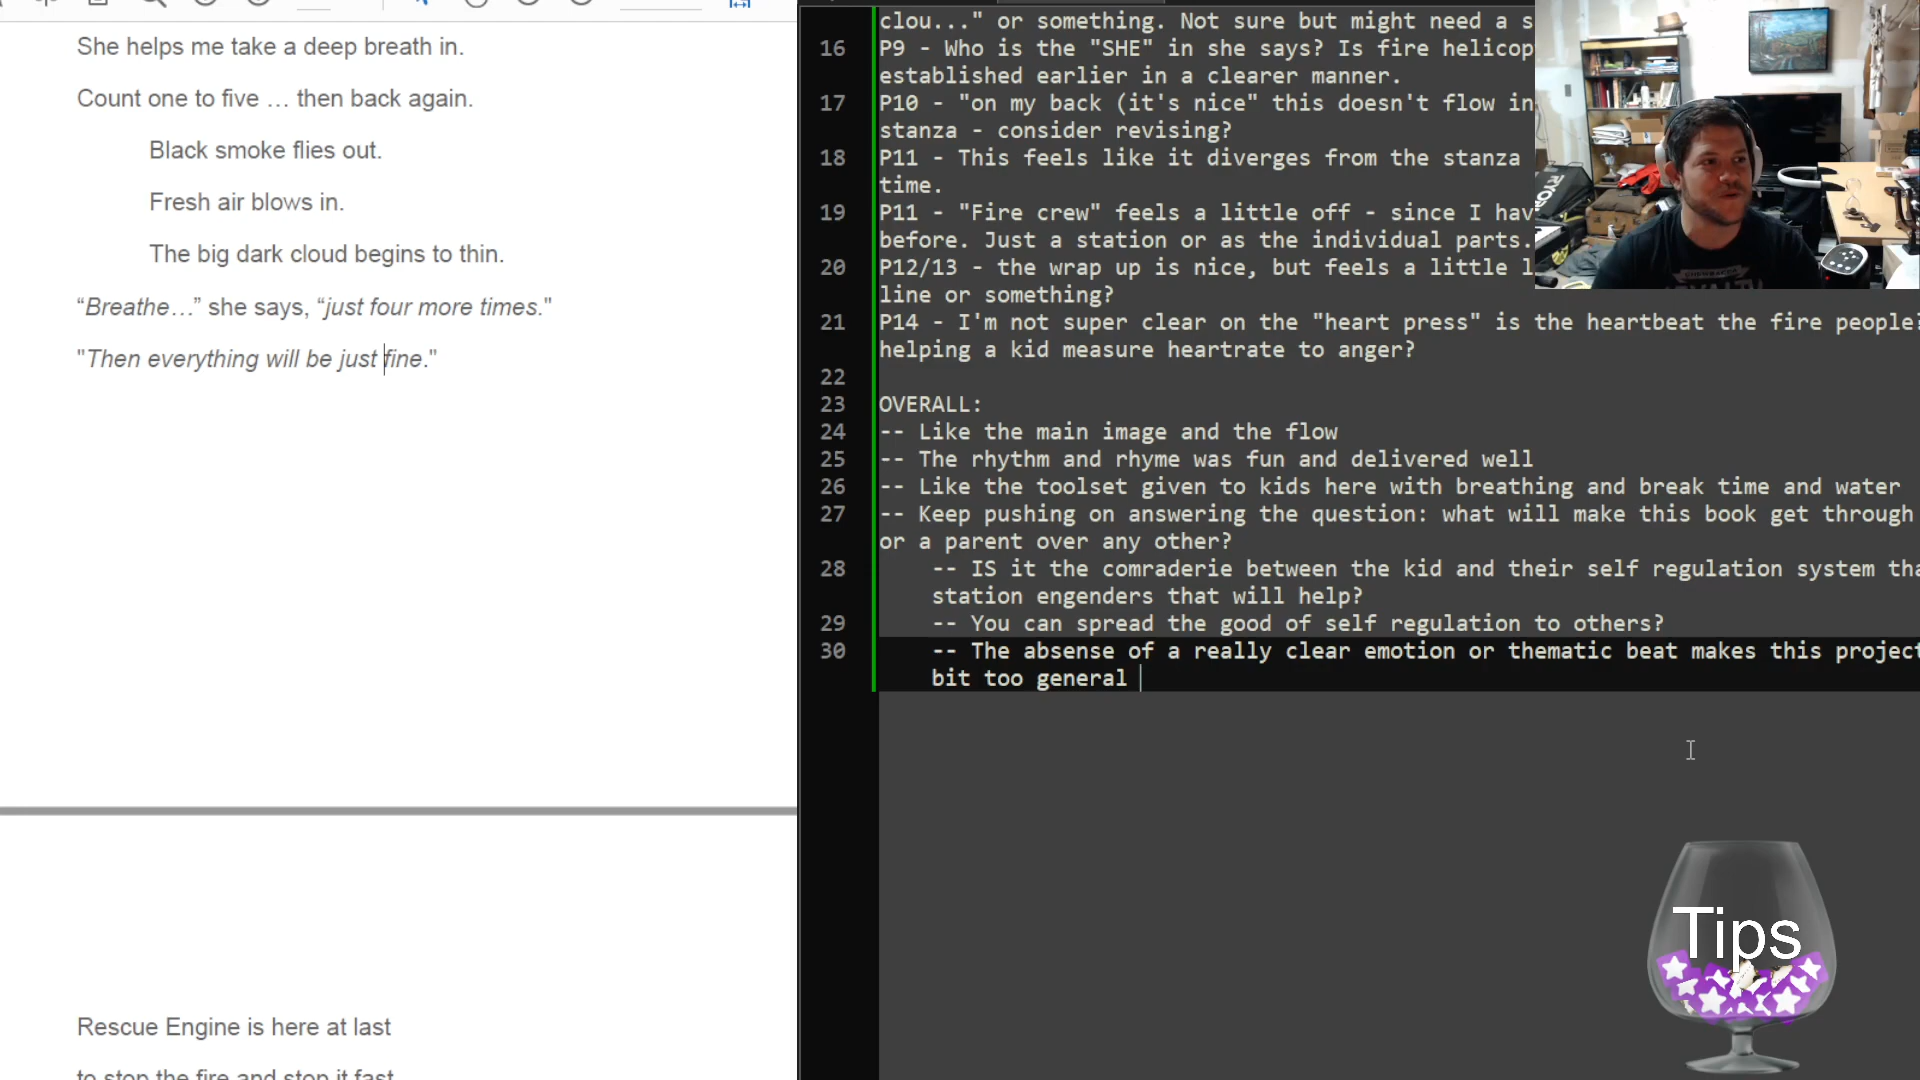 She helps me take a deep breath in.
Count one to five … then back again.
Black smoke flies out.
Fresh air blows in.
The big dark cloud begins to thin.
“Breathe…” she says, “just four more times."
"Then everything will be just fine."
Rescue Engine is here at last
to stop the fire and stop it fast
clou..." or something. Not sure but might need a s
16 P9 - Who is the "SHE" in she says? Is fire helicop
established earlier in a clearer manner.
17 P10 - "on my back (it's nice" this doesn't flow in
stanza - consider revising?
18 P11 - This feels like it diverges from the stanza
time.
19 P11 - "Fire crew" feels a little off - since I hav
before. Just a station or as the individual parts.
20 P12/13 - the wrap up is nice, but feels a little l
line or something?
21 P14 - I'm not super clear on the "heart press" is the heartbeat the fire people?
helping a kid measure heartrate to anger?
22
23 OVERALL:
24 -- Like the main image and the flow
25 -- The rhythm and rhyme was fun and delivered well
26 -- Like the toolset given to kids here with breathing and break time and water
27 -- Keep pushing on answering the question: what will make this book get through
or a parent over any other?
28 -- IS it the comraderie between the kid and their self regulation system tha
station engenders that will help?
29 -- You can spread the good of self regulation to others?
30 -- The absense of a really clear emotion or thematic beat makes this project
bit too general
RYOBI
Tips